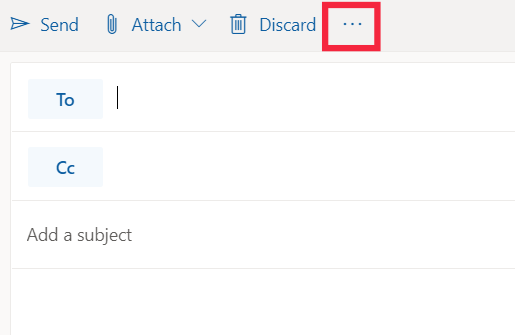 Send Attach Discard ...
To
Cc
Add a subject